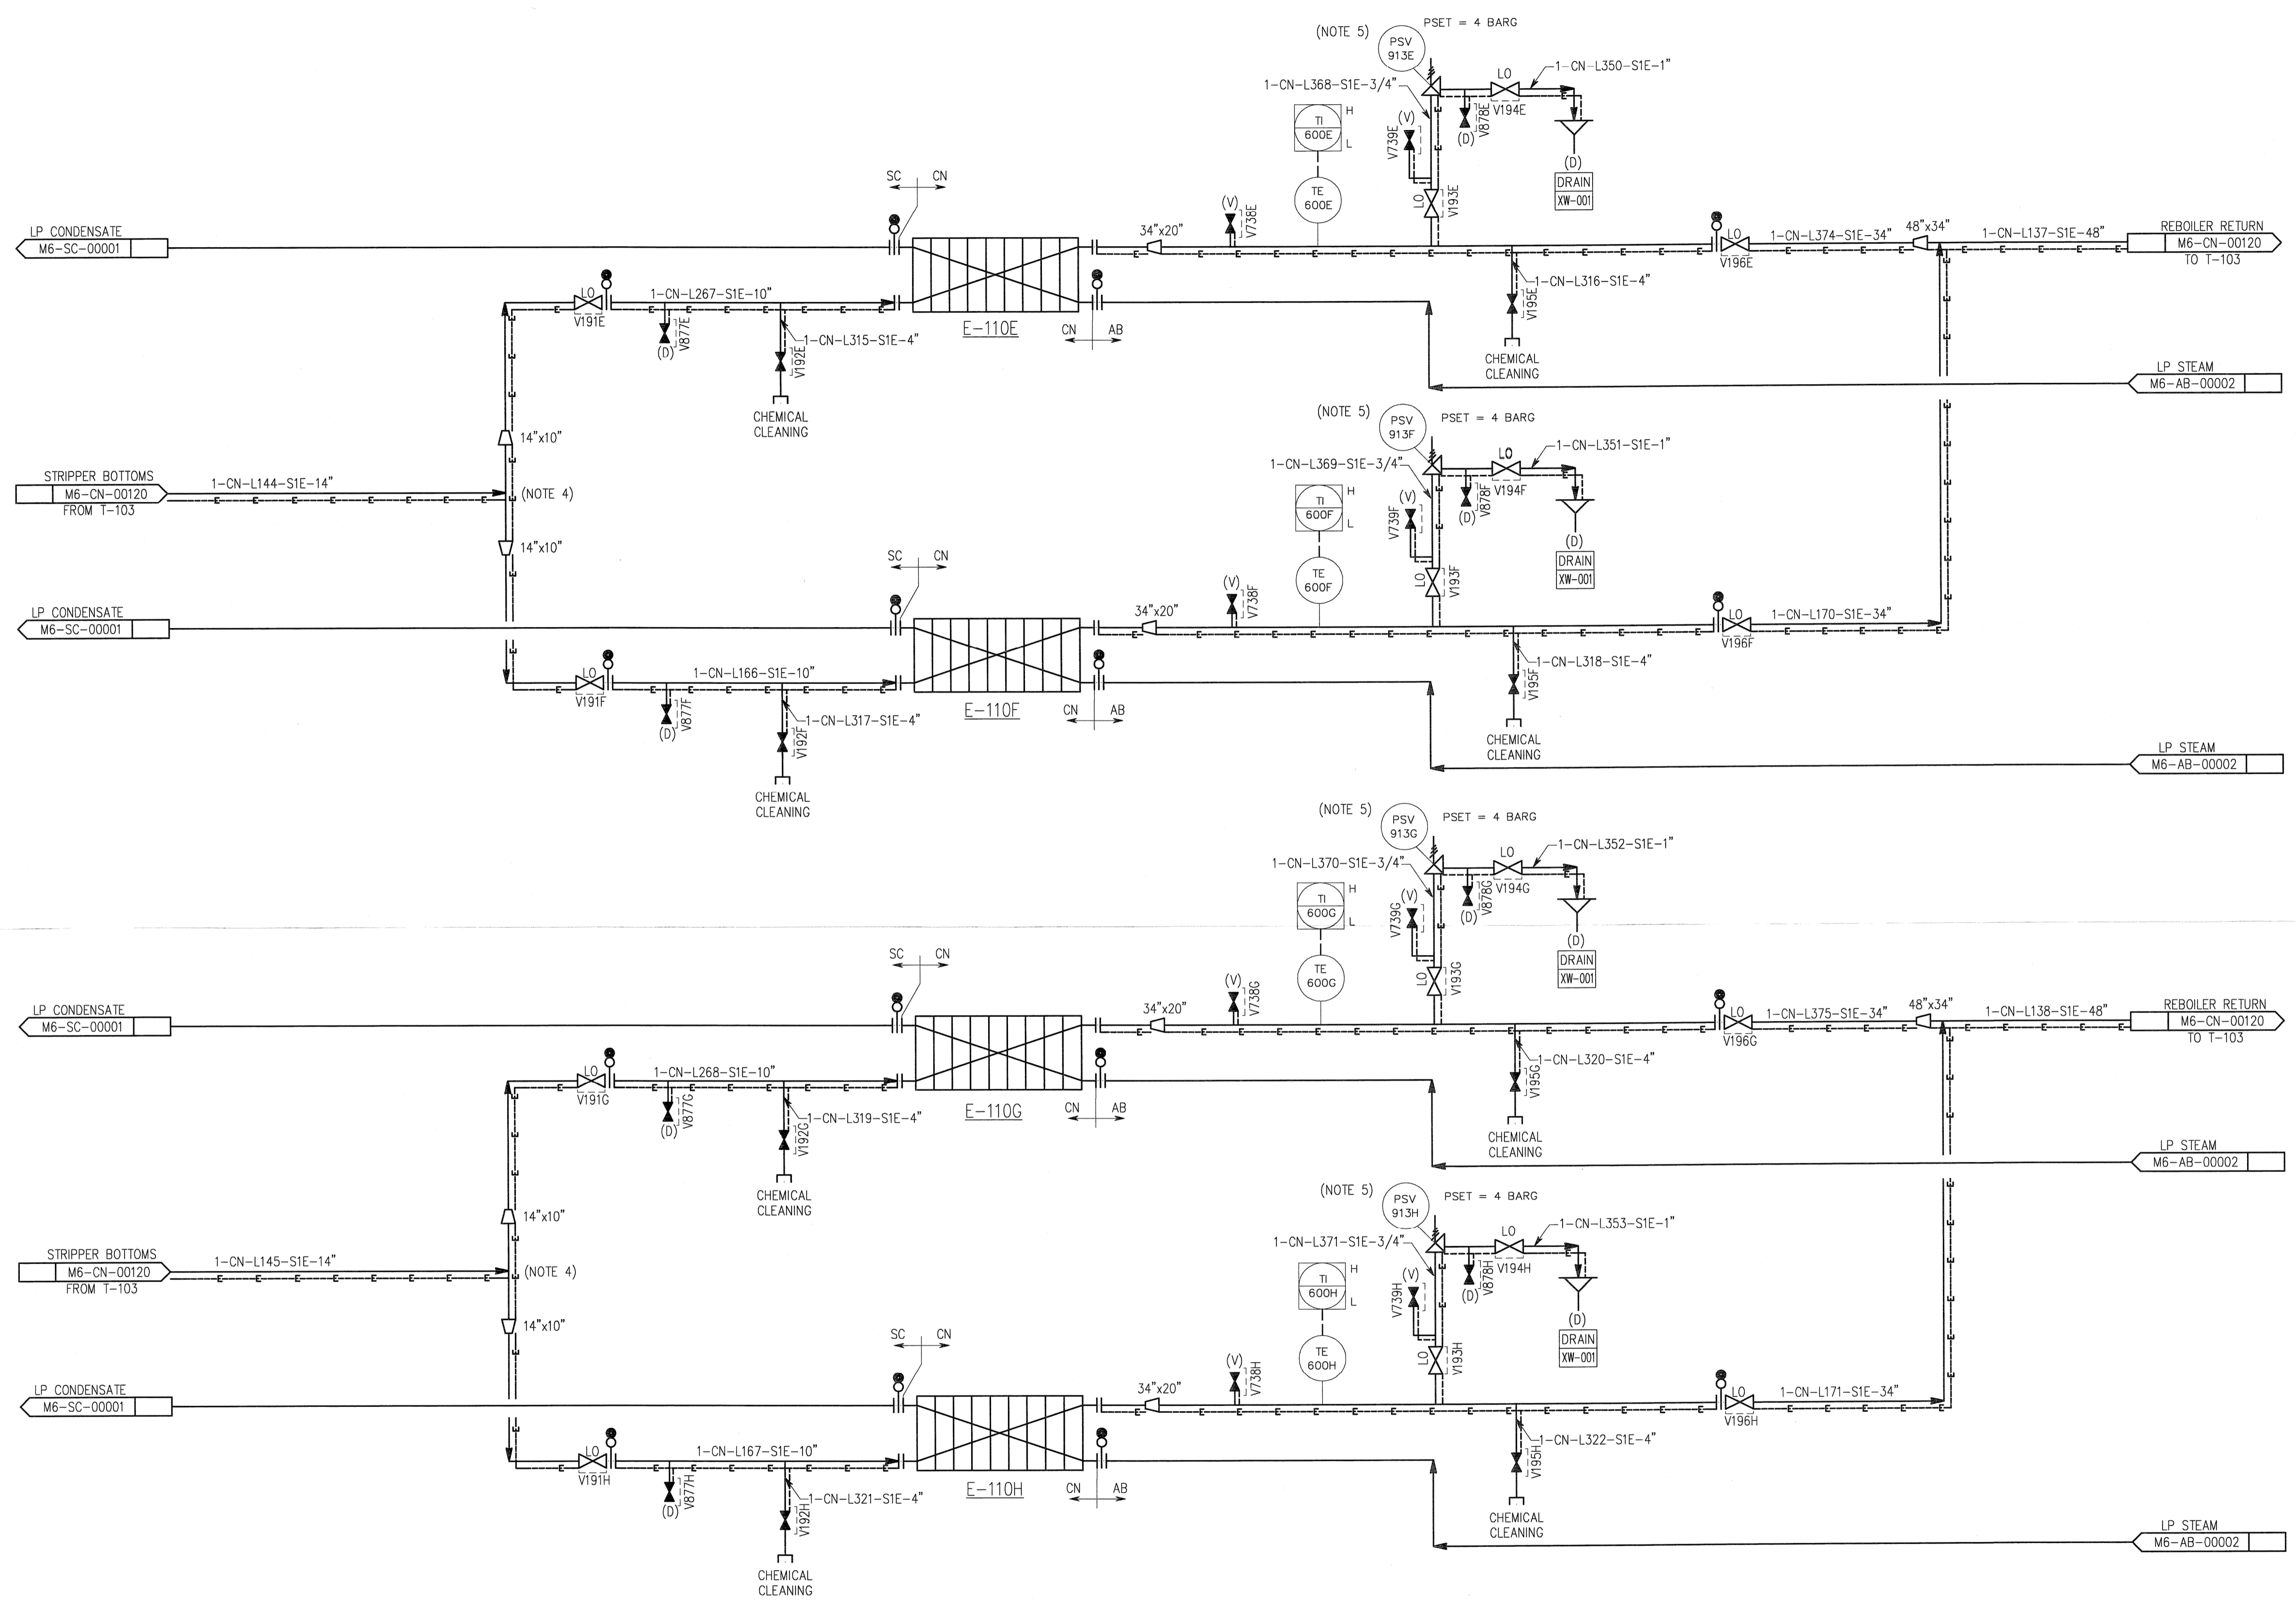 (NOTE 5)
PSV
913E
PSET = 4 BARG
1-CN-L368-S1E-3/4"
LO
V194E
1-CN-L350-S1E-1"
V878E
(D)
(D)
DRAIN
XW-001
TI
600E
H
L
TE
600E
(V)
V739E
LO
V193E
(V)
V738E
SC
CN
LP CONDENSATE
M6-SC-00001
34"x20"
LO
V196E
1-CN-L374-S1E-34"
48"x34"
1-CN-L137-S1E-48"
REBOILER RETURN
M6-CN-00120
TO T-103
LO
V191E
1-CN-L267-S1E-10"
V877E
(D)
1-CN-L315-S1E-4"
V192E
CHEMICAL
CLEANING
E-110E
CN
AB
1-CN-L316-S1E-4"
V195E
CHEMICAL
CLEANING
LP STEAM
M6-AB-00002
14"x10"
STRIPPER BOTTOMS
M6-CN-00120
FROM T-103
1-CN-L144-S1E-14"
(NOTE 4)
14"x10"
(NOTE 5)
PSV
913F
PSET = 4 BARG
1-CN-L369-S1E-3/4"
LO
V194F
1-CN-L351-S1E-1"
V878F
(D)
(D)
DRAIN
XW-001
TI
600F
H
L
TE
600F
(V)
V739F
LO
V193F
(V)
V738F
SC
CN
LP CONDENSATE
M6-SC-00001
34"x20"
LO
V196F
1-CN-L170-S1E-34"
LO
V191F
1-CN-L166-S1E-10"
V877F
(D)
1-CN-L317-S1E-4"
V192F
CHEMICAL
CLEANING
E-110F
CN
AB
1-CN-L318-S1E-4"
V195F
CHEMICAL
CLEANING
LP STEAM
M6-AB-00002
(NOTE 5)
PSV
913G
PSET = 4 BARG
1-CN-L370-S1E-3/4"
LO
V194G
1-CN-L352-S1E-1"
V878G
(D)
(D)
DRAIN
XW-001
TI
600G
H
L
TE
600G
(V)
V739G
LO
V193G
(V)
V738G
SC
CN
LP CONDENSATE
M6-SC-00001
34"x20"
LO
V196G
1-CN-L375-S1E-34"
48"x34"
1-CN-L138-S1E-48"
REBOILER RETURN
M6-CN-00120
TO T-103
LO
V191G
1-CN-L268-S1E-10"
V877G
(D)
1-CN-L319-S1E-4"
V192G
CHEMICAL
CLEANING
E-110G
CN
AB
1-CN-L320-S1E-4"
V195G
CHEMICAL
CLEANING
LP STEAM
M6-AB-00002
14"x10"
STRIPPER BOTTOMS
M6-CN-00120
FROM T-103
1-CN-L145-S1E-14"
(NOTE 4)
14"x10"
(NOTE 5)
PSV
913H
PSET = 4 BARG
1-CN-L371-S1E-3/4"
LO
V194H
1-CN-L353-S1E-1"
V878H
(D)
(D)
DRAIN
XW-001
TI
600H
H
L
TE
600H
(V)
V739H
LO
V193H
(V)
V738H
SC
CN
LP CONDENSATE
M6-SC-00001
34"x20"
LO
V196H
1-CN-L171-S1E-34"
LO
V191H
1-CN-L167-S1E-10"
V877H
(D)
1-CN-L321-S1E-4"
V192H
CHEMICAL
CLEANING
E-110H
CN
AB
1-CN-L322-S1E-4"
V195H
CHEMICAL
CLEANING
LP STEAM
M6-AB-00002